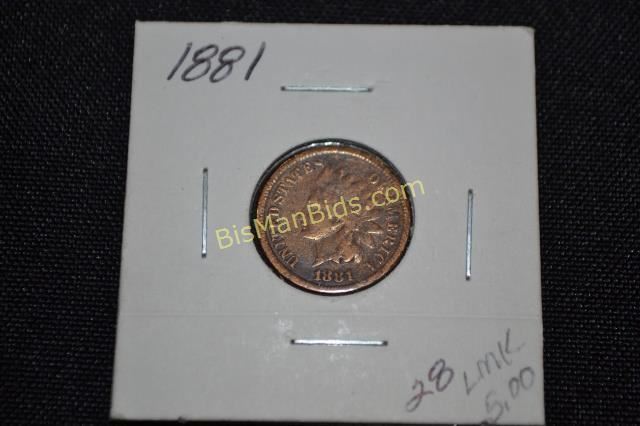 1881
UNITED STATES OF AMERICA
BisManBids.com
1881
28 LMK
5.00